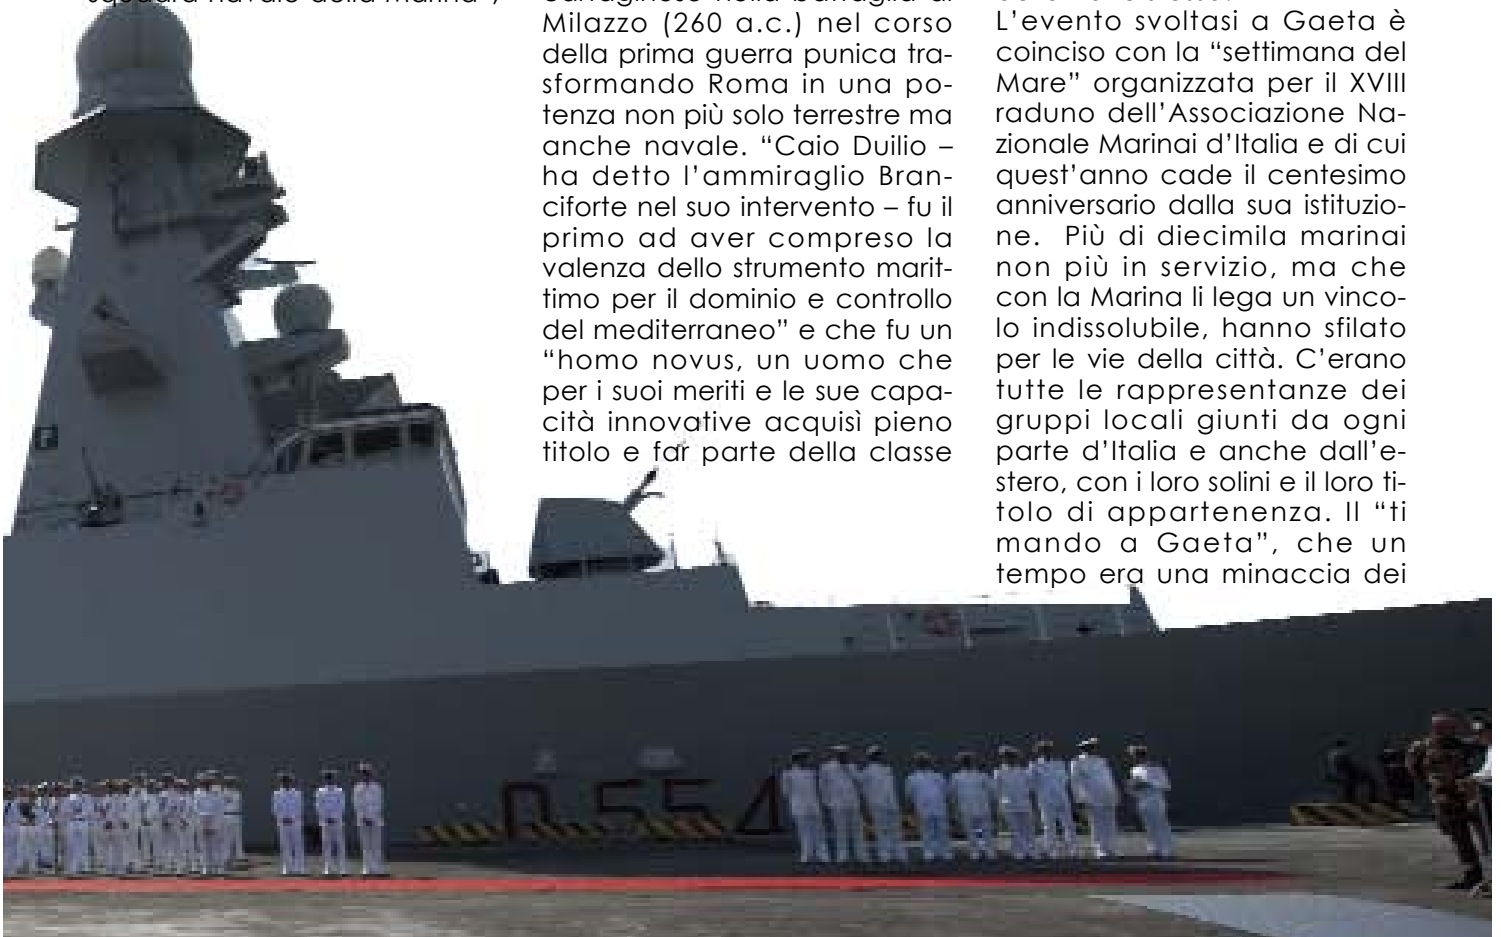 squadra navale della Marina”,
Cartaginese nella battaglia di
Milazzo (260 a.c.) nel corso
della prima guerra punica tra-
sformando Roma in una po-
tenza non più solo terrestre ma
anche navale. “Caio Duilio –
ha detto l’ammiraglio Bran-
ciforte nel suo intervento – fu il
primo ad aver compreso la
valenza dello strumento marit-
timo per il dominio e controllo
del mediterraneo” e che fu un
“homo novus, un uomo che
per i suoi meriti e le sue capa-
cità innovative acquisì pieno
titolo e far parte della classe
L’evento svoltasi a Gaeta è
coinciso con la “settimana del
Mare” organizzata per il XVIII
raduno dell’Associazione Na-
zionale Marinai d’Italia e di cui
quest’anno cade il centesimo
anniversario dalla sua istituzio-
ne. Più di diecimila marinai
non più in servizio, ma che
con la Marina li lega un vinco-
lo indissolubile, hanno sfilato
per le vie della città. C’erano
tutte le rappresentanze dei
gruppi locali giunti da ogni
parte d’Italia e anche dall’e-
stero, con i loro solini e il loro ti-
tolo di appartenenza. Il “ti
mando a Gaeta”, che un
tempo era una minaccia dei
D 554